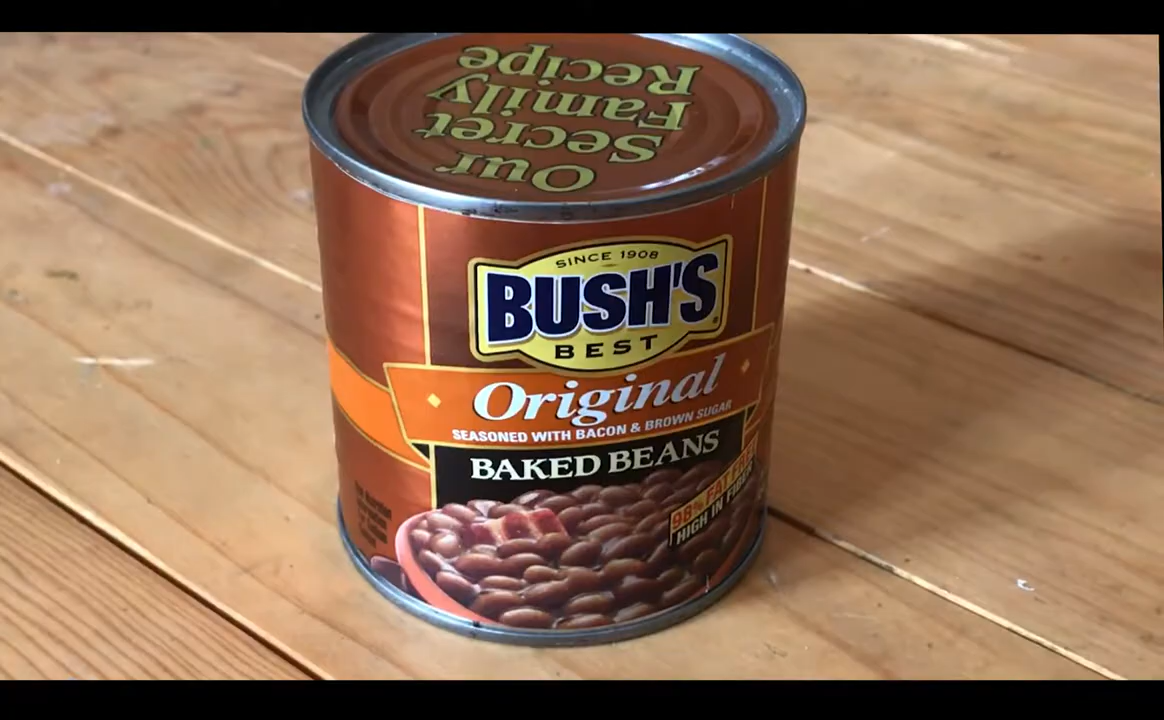 Our
Secret
Family
Recipe
SINCE 1908
BUSH'S
BEST
Original
SEASONED WITH BACON & BROWN SUGAR
BAKED BEANS
98% FAT FREE
HIGH IN FIBER